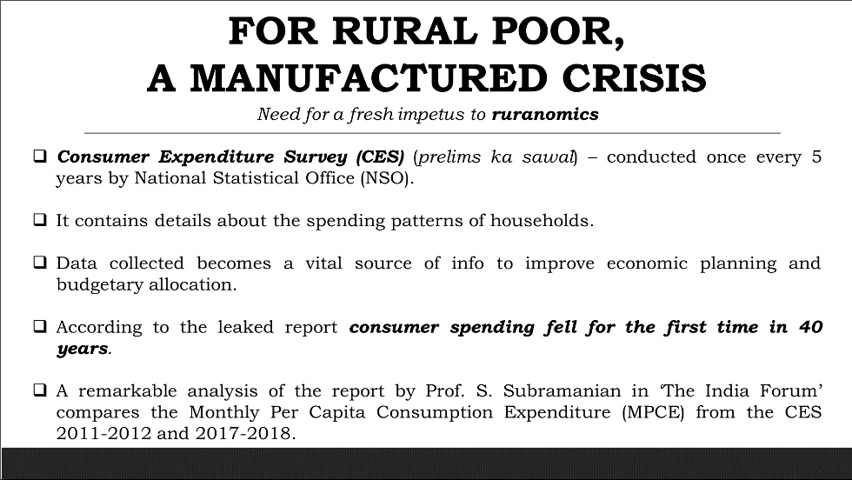 FOR RURAL POOR,
A MANUFACTURED CRISIS
Need for a fresh impetus to ruranomics
❑ Consumer Expenditure Survey (CES) (prelims ka sawal) – conducted once every 5
years by National Statistical Office (NSO).
❑ It contains details about the spending patterns of households.
❑ Data collected becomes a vital source of info to improve economic planning and
budgetary allocation.
❑ According to the leaked report consumer spending fell for the first time in 40
years.
❑ A remarkable analysis of the report by Prof. S. Subramanian in ‘The India Forum’
compares the Monthly Per Capita Consumption Expenditure (MPCE) from the CES
2011-2012 and 2017-2018.